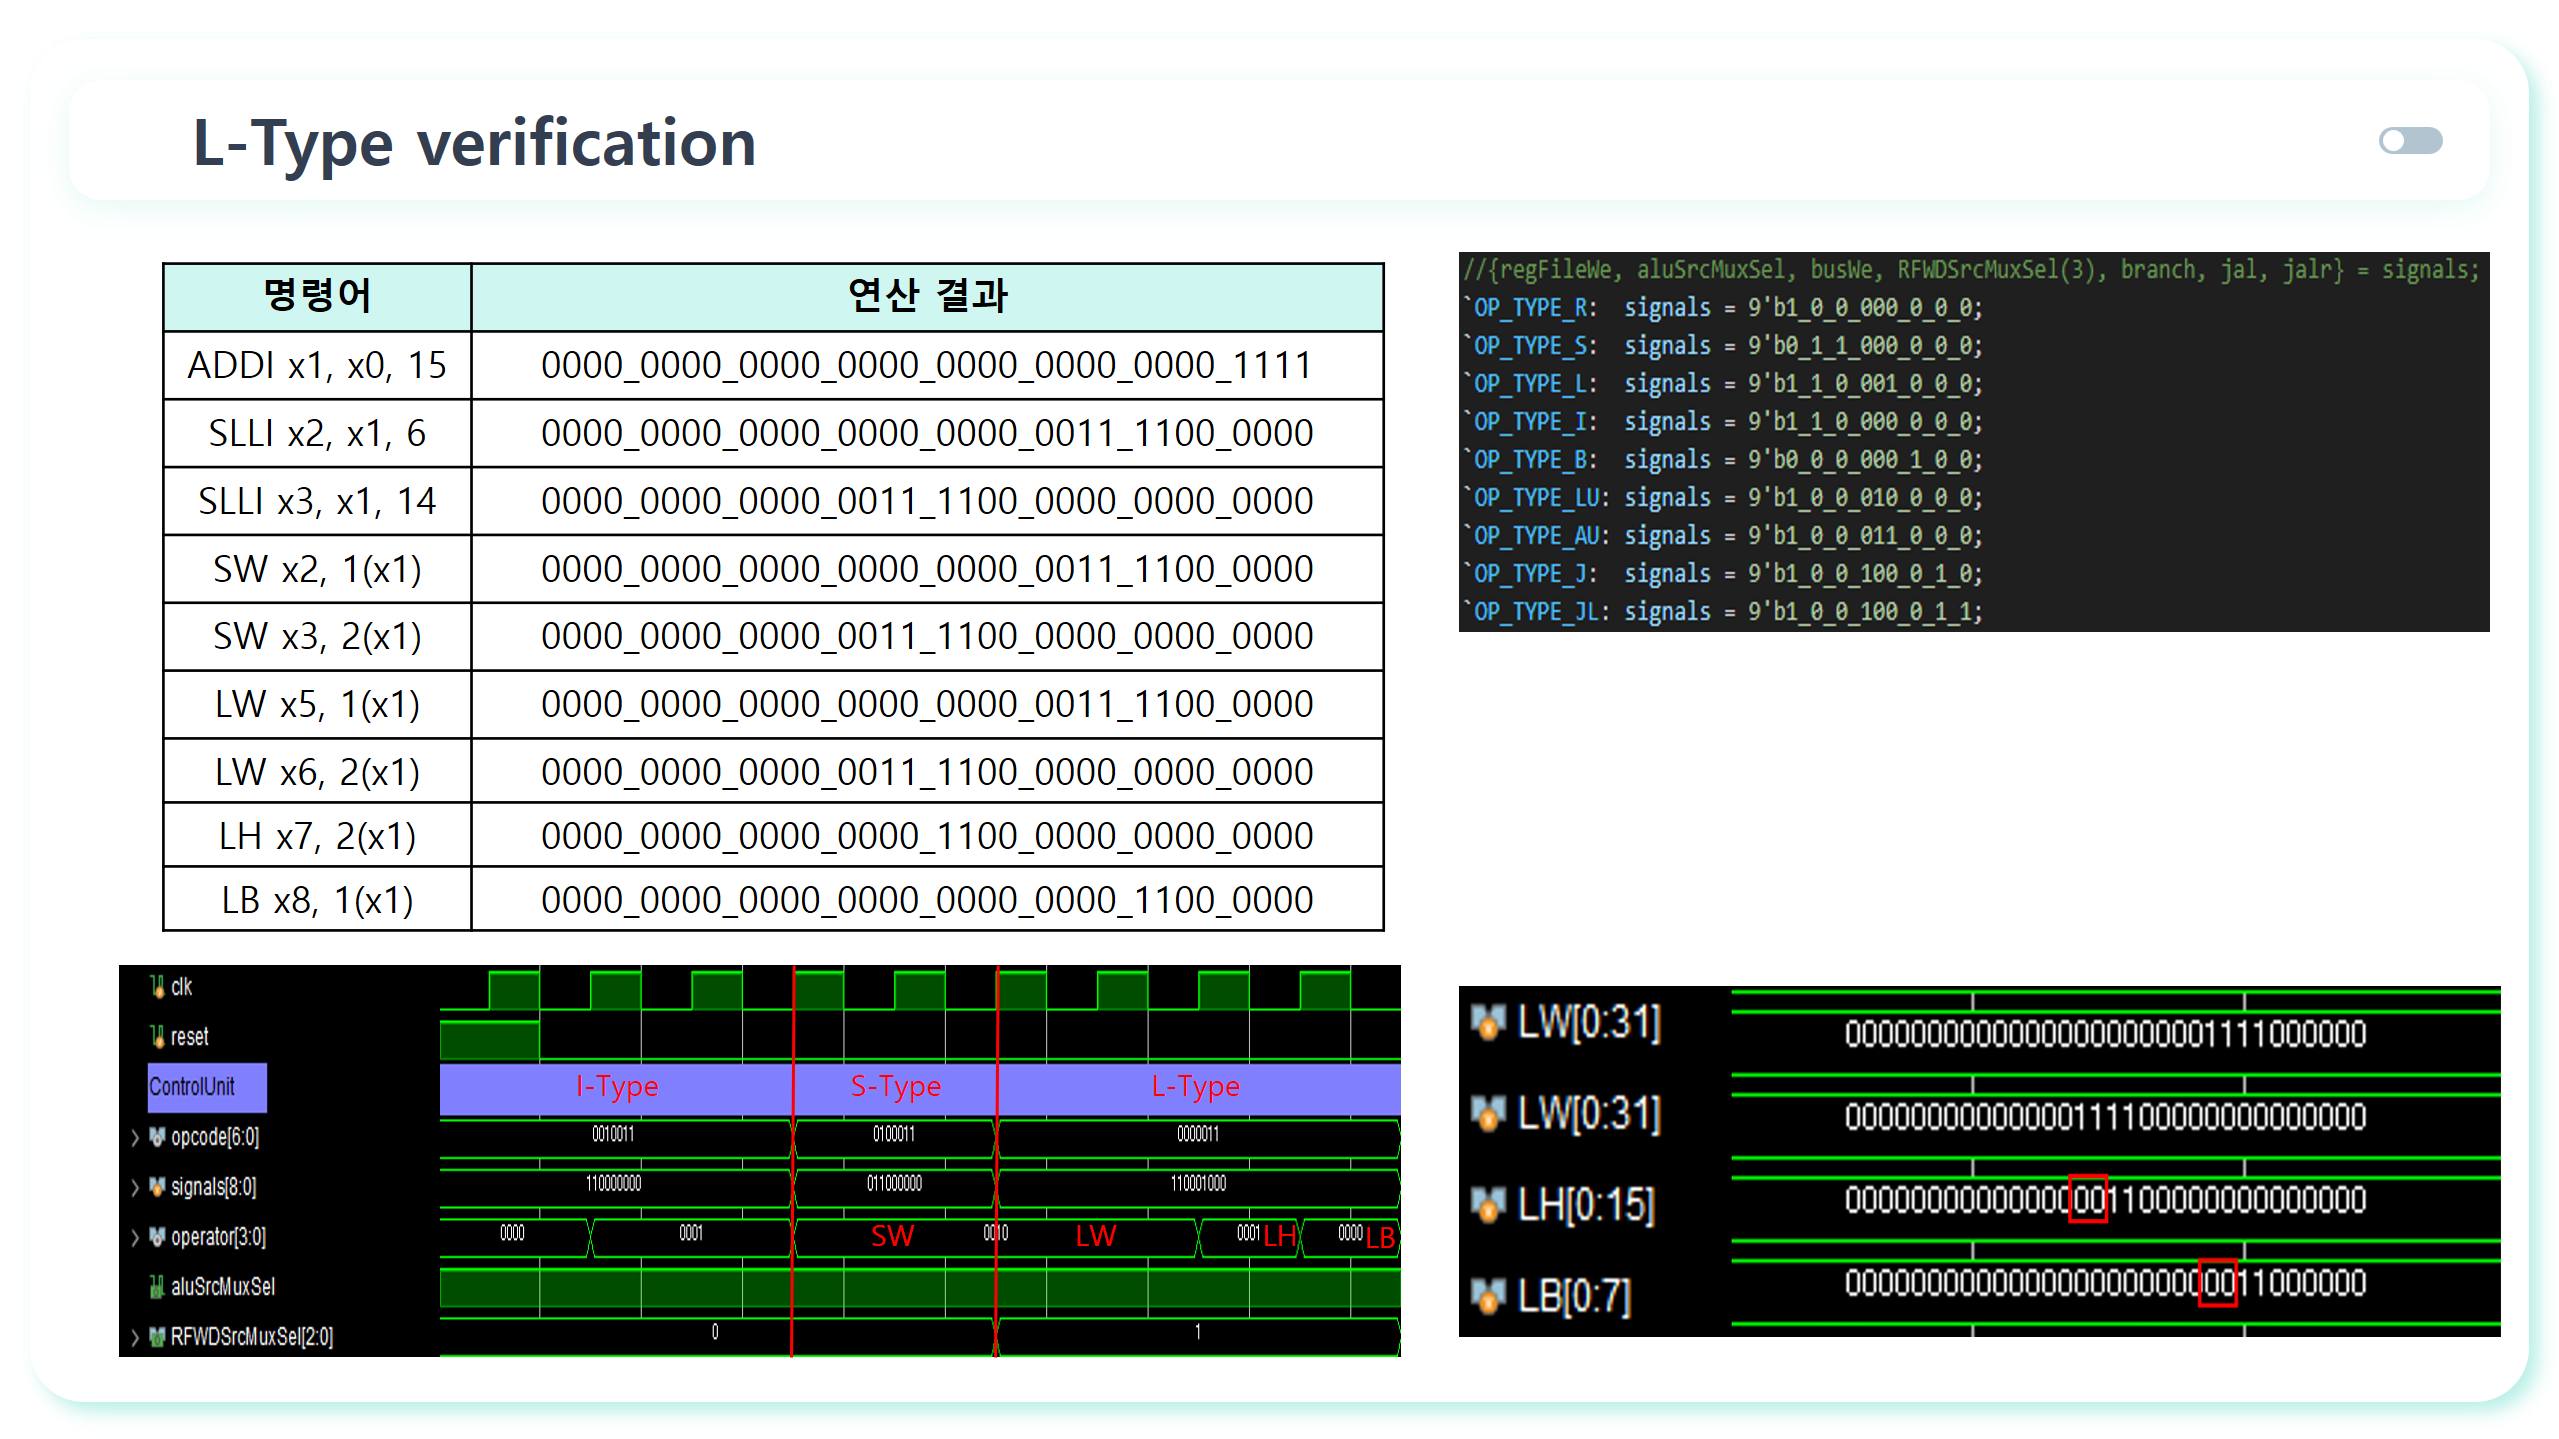 L-Type verification
명령어 연산 결과
ADDI x1, x0, 15 0000_0000_0000_0000_0000_0000_0000_1111
SLLI x2, x1, 6 0000_0000_0000_0000_0000_0011_1100_0000
SLLI x3, x1, 14 0000_0000_0000_0011_1100_0000_0000_0000
SW x2, 1(x1) 0000_0000_0000_0000_0000_0011_1100_0000
SW x3, 2(x1) 0000_0000_0000_0011_1100_0000_0000_0000
LW x5, 1(x1) 0000_0000_0000_0000_0000_0011_1100_0000
LW x6, 2(x1) 0000_0000_0000_0011_1100_0000_0000_0000
LH x7, 2(x1) 0000_0000_0000_0000_1100_0000_0000_0000
LB x8, 1(x1) 0000_0000_0000_0000_0000_0000_1100_0000
//{regFileWe, aluSrcMuxSel, busWe, RFWDSrcMuxSel(3), branch, jal, jalr} = signals;
`OP_TYPE_R: signals = 9'b1_0_0_000_0_0_0;
`OP_TYPE_S: signals = 9'b0_1_1_000_0_0_0;
`OP_TYPE_L: signals = 9'b1_1_0_001_0_0_0;
`OP_TYPE_I: signals = 9'b1_1_0_000_0_0_0;
`OP_TYPE_B: signals = 9'b0_0_0_000_1_0_0;
`OP_TYPE_LU: signals = 9'b1_0_0_010_0_0_0;
`OP_TYPE_AU: signals = 9'b1_0_0_011_0_0_0;
`OP_TYPE_J: signals = 9'b1_0_0_100_0_1_0;
`OP_TYPE_JL: signals = 9'b1_0_0_100_0_1_1;
clk
reset
ControlUnit I-Type S-Type L-Type
opcode[6:0] 0010011 0100011 0000011
signals[8:0] 110000000 011000000 110001000
operator[3:0] 0000 0001 SW 0010 LW 0001 LH 0000 LB
aluSrcMuxSel
RFWDSrcMuxSel[2:0] 0 1
LW[0:31] 00000000000000000000001111000000
LW[0:31] 00000000000000111100000000000000
LH[0:15] 00000000000000001100000000000000
LB[0:7] 00000000000000000000000011000000